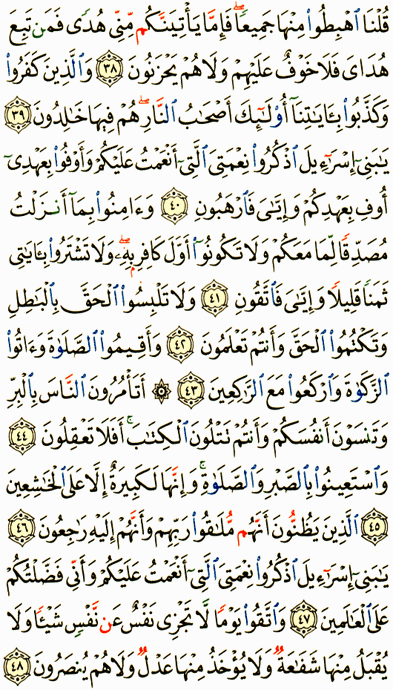 قُلْنَا ٱهْبِطُوا۟ مِنْهَا جَمِيعًا ۖ فَإِمَّا يَأْتِيَنَّكُم مِّنِّى هُدًى فَمَن تَبِعَ
هُدَاىَ فَلَا خَوْفٌ عَلَيْهِمْ وَلَا هُمْ يَحْزَنُونَ ٣٨ وَٱلَّذِينَ كَفَرُوا۟
وَكَذَّبُوا۟ بِـَٔايَـٰتِنَآ أُو۟لَـٰٓئِكَ أَصْحَـٰبُ ٱلنَّارِ ۖ هُمْ فِيهَا خَـٰلِدُونَ ٣٩
يَـٰبَنِىٓ إِسْرَٰٓءِيلَ ٱذْكُرُوا۟ نِعْمَتِىَ ٱلَّتِىٓ أَنْعَمْتُ عَلَيْكُمْ وَأَوْفُوا۟ بِعَهْدِىٓ
أُوفِ بِعَهْدِكُمْ وَإِيَّـٰىَ فَٱرْهَبُونِ ٤٠ وَءَامِنُوا۟ بِمَآ أَنزَلْتُ
مُصَدِّقًا لِّمَا مَعَكُمْ وَلَا تَكُونُوٓا۟ أَوَّلَ كَافِرٍۭ بِهِۦ ۖ وَلَا تَشْتَرُوا۟ بِـَٔايَـٰتِى
ثَمَنًا قَلِيلًا وَإِيَّـٰىَ فَٱتَّقُونِ ٤١ وَلَا تَلْبِسُوا۟ ٱلْحَقَّ بِٱلْبَـٰطِلِ
وَتَكْتُمُوا۟ ٱلْحَقَّ وَأَنتُمْ تَعْلَمُونَ ٤٢ وَأَقِيمُوا۟ ٱلصَّلَوٰةَ وَءَاتُوا۟
ٱلزَّكَوٰةَ وَٱرْكَعُوا۟ مَعَ ٱلرَّٰكِعِينَ ٤٣ ۞ أَتَأْمُرُونَ ٱلنَّاسَ بِٱلْبِرِّ
وَتَنسَوْنَ أَنفُسَكُمْ وَأَنتُمْ تَتْلُونَ ٱلْكِتَـٰبَ ۚ أَفَلَا تَعْقِلُونَ ٤٤
وَٱسْتَعِينُوا۟ بِٱلصَّبْرِ وَٱلصَّلَوٰةِ ۚ وَإِنَّهَا لَكَبِيرَةٌ إِلَّا عَلَى ٱلْخَـٰشِعِينَ
٤٥ ٱلَّذِينَ يَظُنُّونَ أَنَّهُم مُّلَـٰقُوا۟ رَبِّهِمْ وَأَنَّهُمْ إِلَيْهِ رَٰجِعُونَ ٤٦
يَـٰبَنِىٓ إِسْرَٰٓءِيلَ ٱذْكُرُوا۟ نِعْمَتِىَ ٱلَّتِىٓ أَنْعَمْتُ عَلَيْكُمْ وَأَنِّى فَضَّلْتُكُمْ
عَلَى ٱلْعَـٰلَمِينَ ٤٧ وَٱتَّقُوا۟ يَوْمًا لَّا تَجْزِى نَفْسٌ عَن نَّفْسٍ شَيْـًٔا وَلَا
يُقْبَلُ مِنْهَا شَفَـٰعَةٌ وَلَا يُؤْخَذُ مِنْهَا عَدْلٌ وَلَا هُمْ يُنصَرُونَ ٤٨